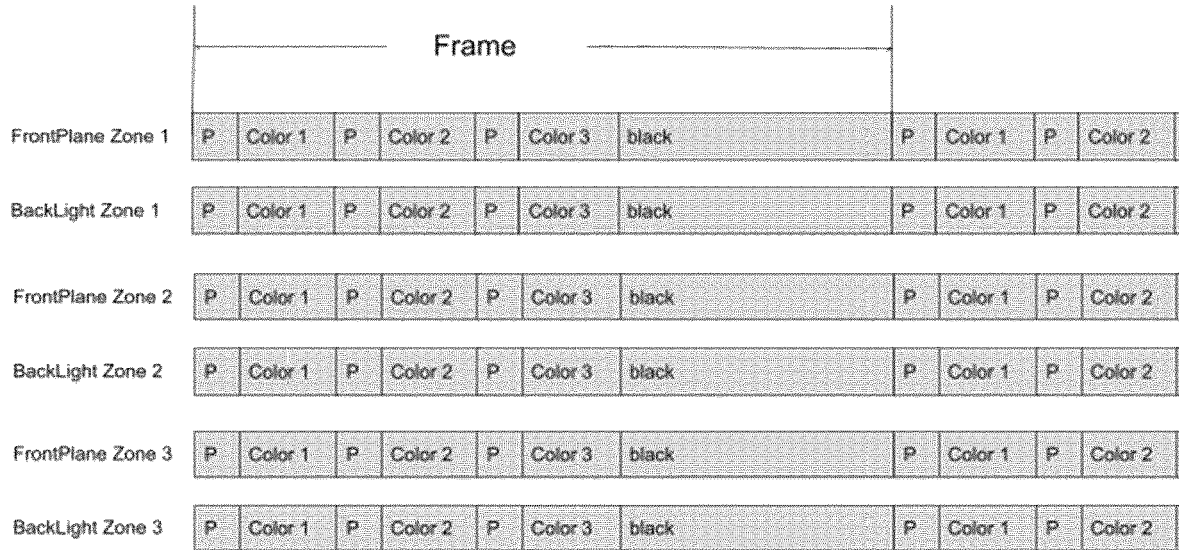 Frame
FrontPlane Zone 1 P Color 1 P Color 2 P Color 3 black P Color 1 P Color 2
BackLight Zone 1 P Color 1 P Color 2 P Color 3 black P Color 1 P Color 2
FrontPlane Zone 2 P Color 1 P Color 2 P Color 3 black P Color 1 P Color 2
BackLight Zone 2 P Color 1 P Color 2 P Color 3 black P Color 1 P Color 2
FrontPlane Zone 3 P Color 1 P Color 2 P Color 3 black P Color 1 P Color 2
BackLight Zone 3 P Color 1 P Color 2 P Color 3 black P Color 1 P Color 2